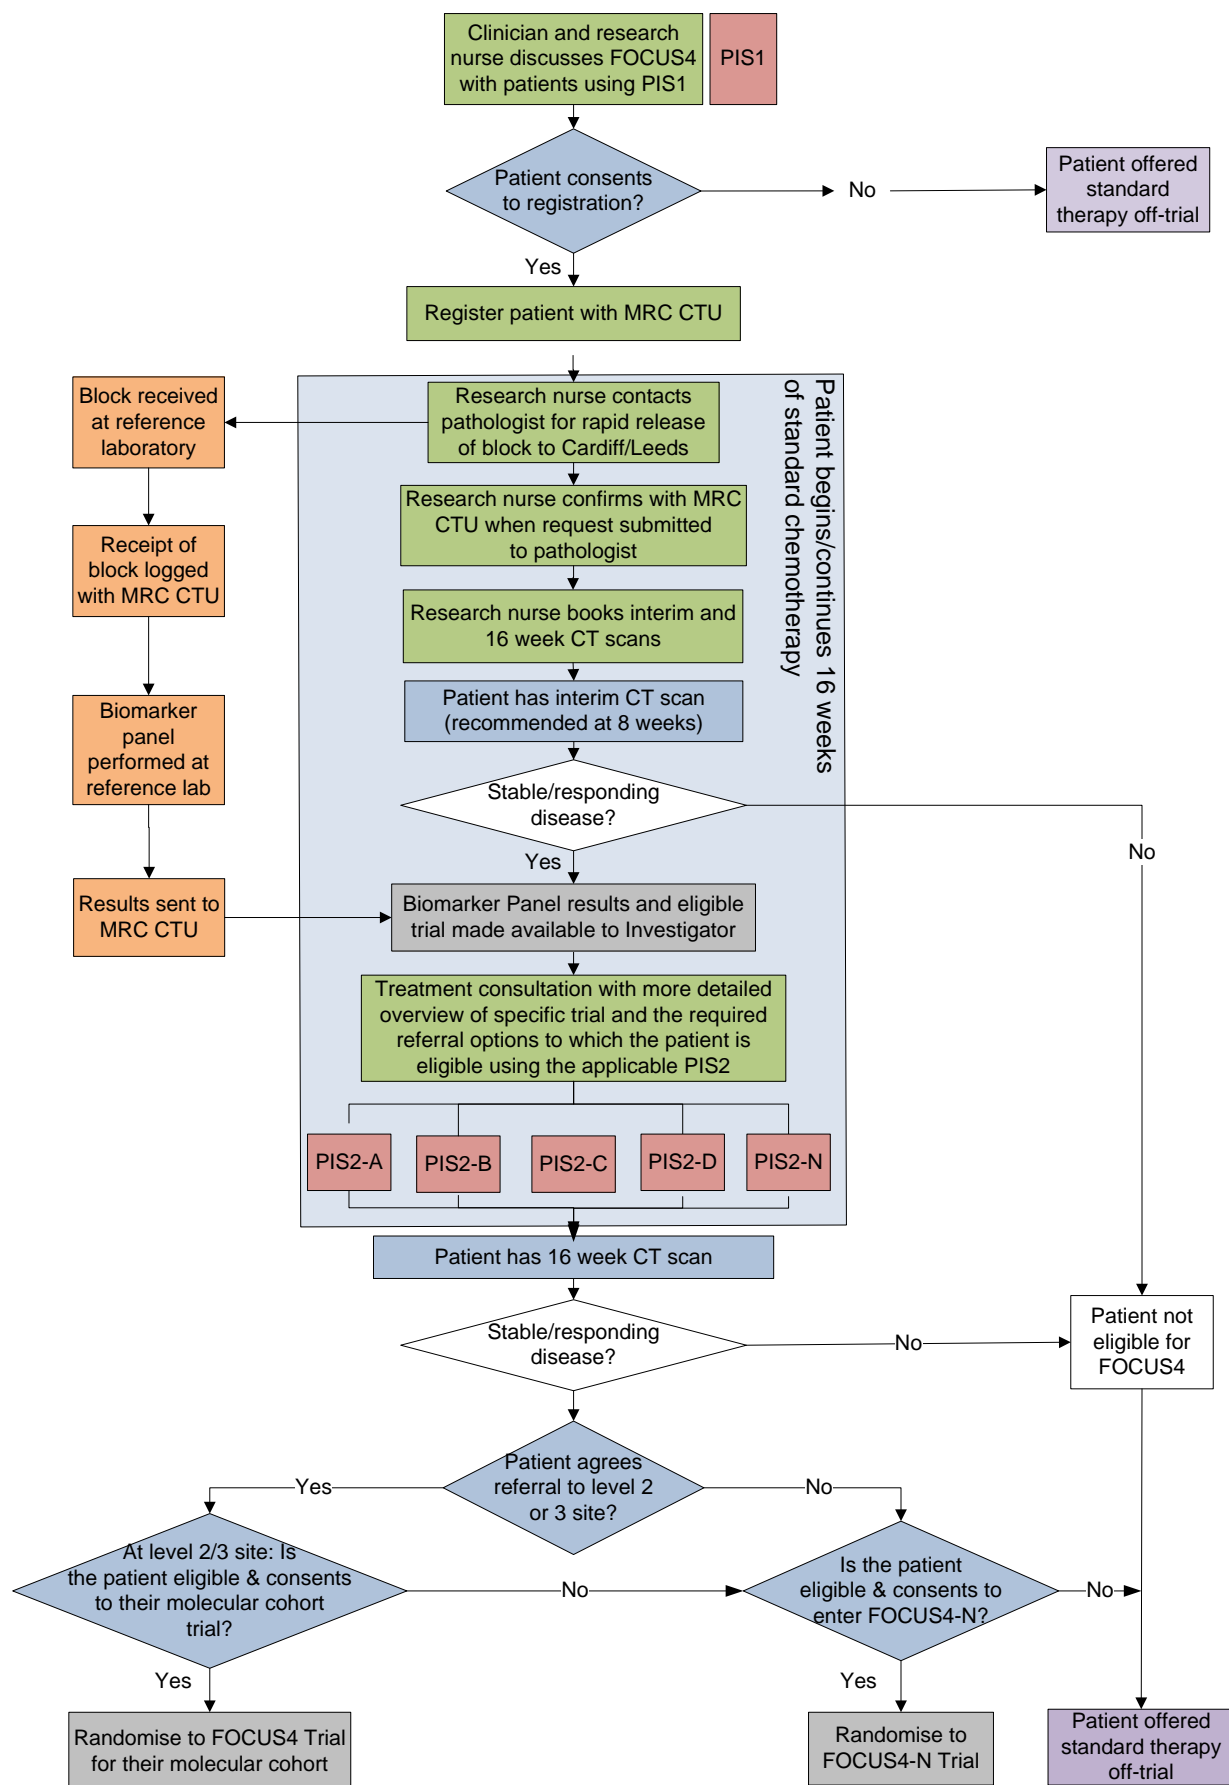 Clinician and research
nurse discusses FOCUS4
with patients using PIS1
PIS1
Patient consents
to registration?
No
Patient offered
standard
therapy off-trial
Yes
Register patient with MRC CTU
Patient begins/continues 16 weeks
of standard chemotherapy
Block received
at reference
laboratory
Research nurse contacts
pathologist for rapid release
of block to Cardiff/Leeds
Receipt of
block logged
with MRC CTU
Research nurse confirms with MRC
CTU when request submitted
to pathologist
Research nurse books interim and
16 week CT scans
Biomarker
panel
performed at
reference lab
Patient has interim CT scan
(recommended at 8 weeks)
Stable/responding
disease?
No
Yes
Results sent to
MRC CTU
Biomarker Panel results and eligible
trial made available to Investigator
Treatment consultation with more detailed
overview of specific trial and the required
referral options to which the patient is
eligible using the applicable PIS2
PIS2-A
PIS2-B
PIS2-C
PIS2-D
PIS2-N
Patient has 16 week CT scan
Stable/responding
disease?
No
Patient not
eligible for
FOCUS4
Patient agrees
referral to level 2
or 3 site?
Yes
No
At level 2/3 site: Is
the patient eligible & consents
to their molecular cohort
trial?
No
Is the patient
eligible & consents to
enter FOCUS4-N?
No
Yes
Yes
Randomise to FOCUS4 Trial
for their molecular cohort
Randomise to
FOCUS4-N Trial
Patient offered
standard therapy
off-trial